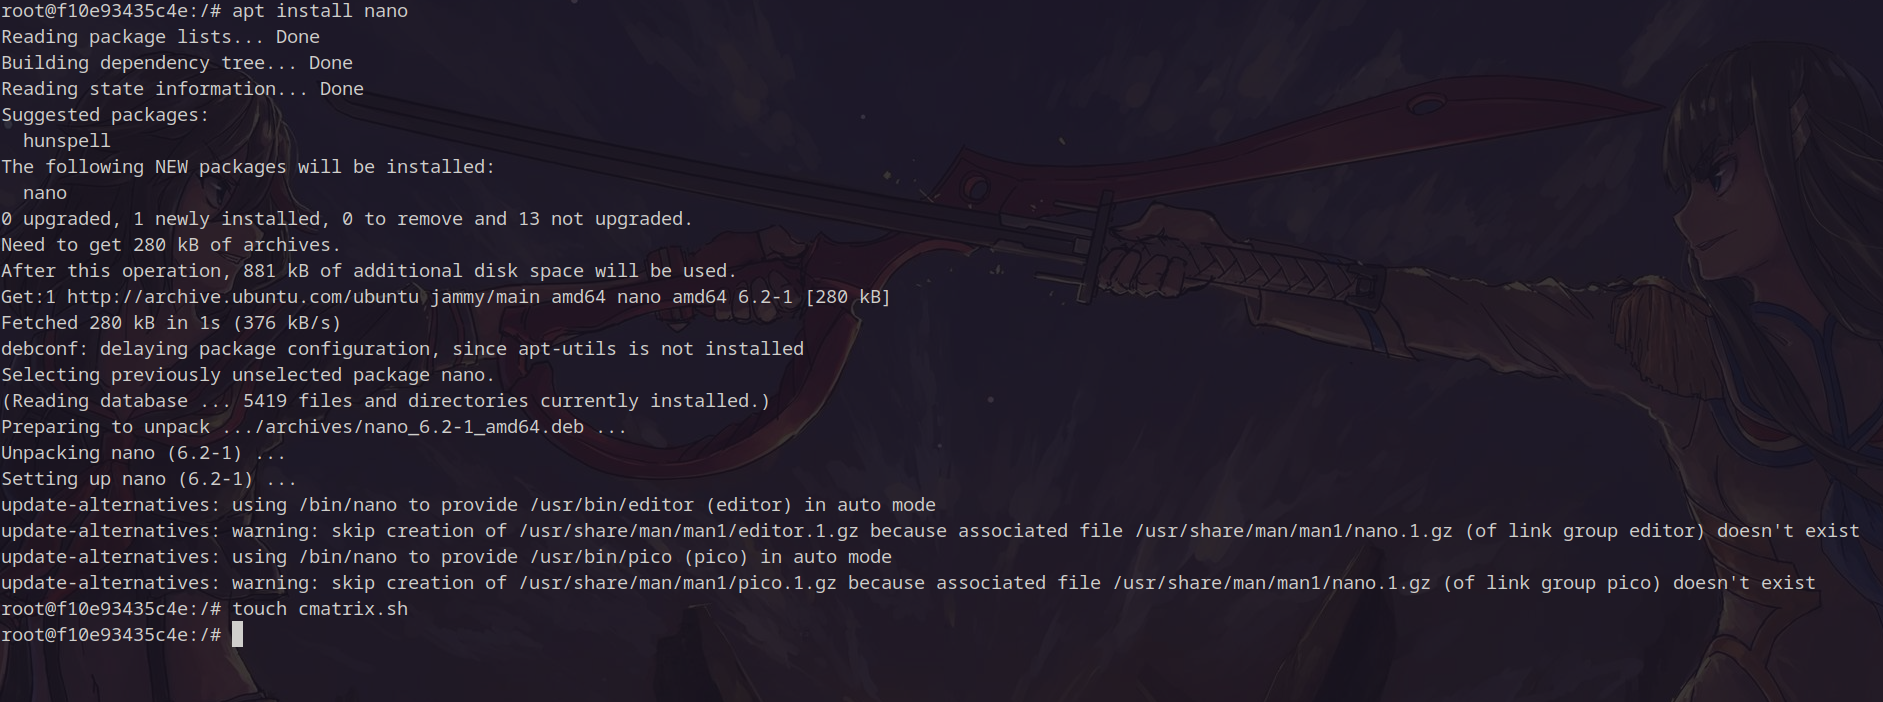 root@f10e93435c4e:/# apt install nano
Reading package lists... Done
Building dependency tree... Done
Reading state information... Done
Suggested packages:
  hunspell
The following NEW packages will be installed:
  nano
0 upgraded, 1 newly installed, 0 to remove and 13 not upgraded.
Need to get 280 kB of archives.
After this operation, 881 kB of additional disk space will be used.
Get:1 http://archive.ubuntu.com/ubuntu jammy/main amd64 nano amd64 6.2-1 [280 kB]
Fetched 280 kB in 1s (376 kB/s)
debconf: delaying package configuration, since apt-utils is not installed
Selecting previously unselected package nano.
(Reading database ... 5419 files and directories currently installed.)
Preparing to unpack .../archives/nano_6.2-1_amd64.deb ...
Unpacking nano (6.2-1) ...
Setting up nano (6.2-1) ...
update-alternatives: using /bin/nano to provide /usr/bin/editor (editor) in auto mode
update-alternatives: warning: skip creation of /usr/share/man/man1/editor.1.gz because associated file /usr/share/man/man1/nano.1.gz (of link group editor) doesn't exist
update-alternatives: using /bin/nano to provide /usr/bin/pico (pico) in auto mode
update-alternatives: warning: skip creation of /usr/share/man/man1/pico.1.gz because associated file /usr/share/man/man1/nano.1.gz (of link group pico) doesn't exist
root@f10e93435c4e:/# touch cmatrix.sh
root@f10e93435c4e:/#